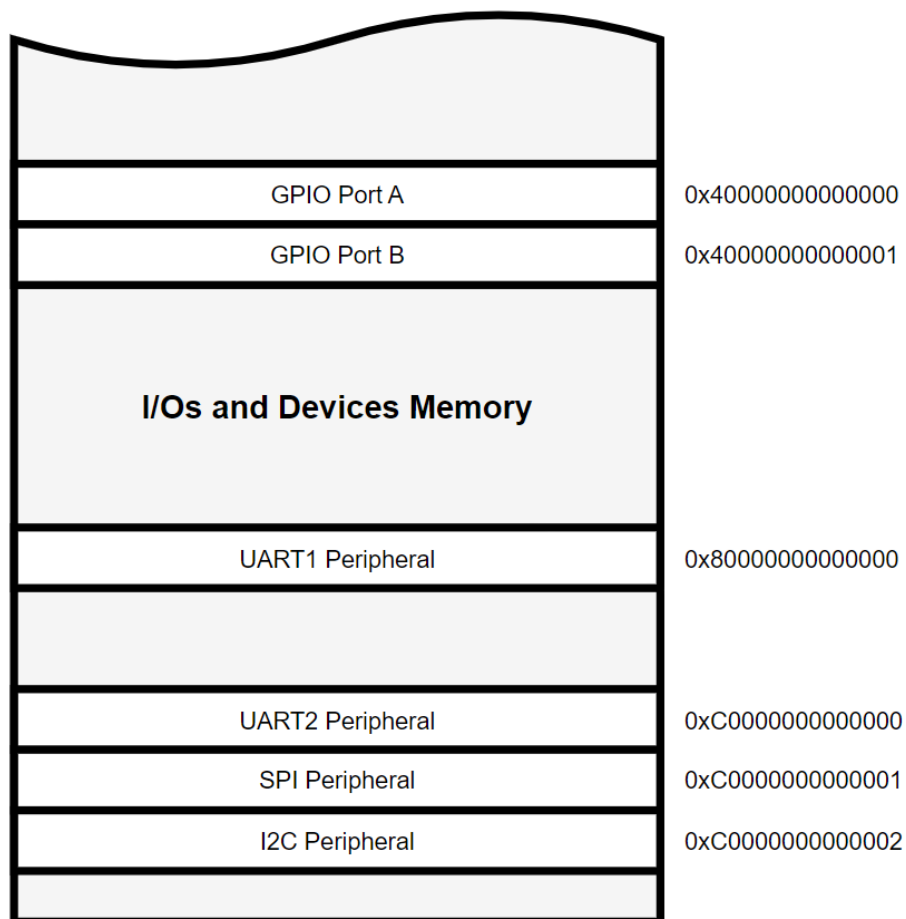 GPIO Port A 0x40000000000000
GPIO Port B 0x40000000000001
I/Os and Devices Memory
UART1 Peripheral 0x80000000000000
UART2 Peripheral 0xC0000000000000
SPI Peripheral 0xC0000000000001
I2C Peripheral 0xC0000000000002